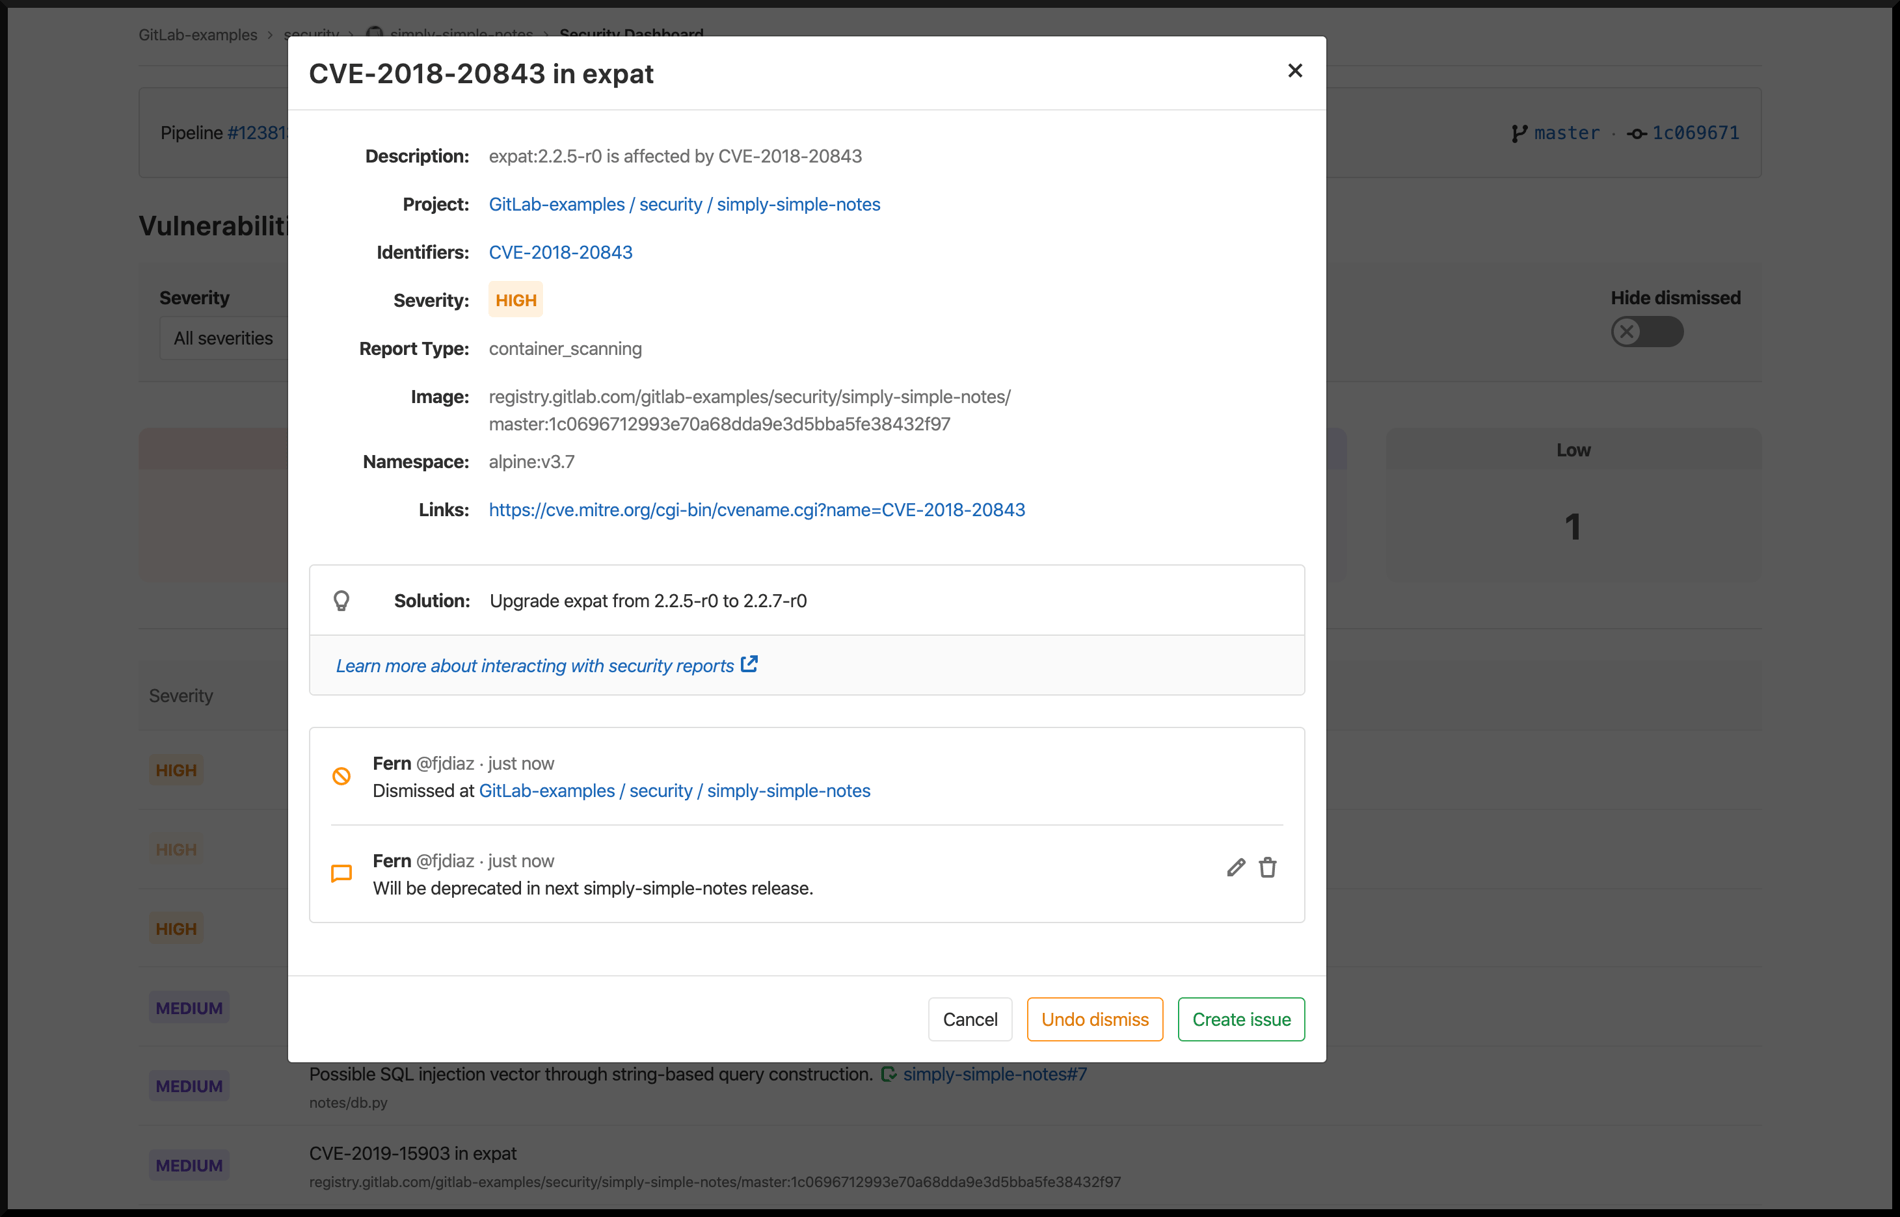 GitLab-examples › security › simply-simple-notes › Security Dashboard
CVE-2018-20843 in expat
Pipeline #12381
master · 1c069671
Description: expat:2.2.5-r0 is affected by CVE-2018-20843
Project: GitLab-examples / security / simply-simple-notes
Vulnerabiliti
Identifiers: CVE-2018-20843
Severity
Hide dismissed
Severity: HIGH
All severities
Report Type: container_scanning
Image: registry.gitlab.com/gitlab-examples/security/simply-simple-notes/
master:1c0696712993e70a68dda9e3d5bba5fe38432f97
Low
Namespace: alpine:v3.7
Links: https://cve.mitre.org/cgi-bin/cvename.cgi?name=CVE-2018-20843
1
Solution: Upgrade expat from 2.2.5-r0 to 2.2.7-r0
Learn more about interacting with security reports
Severity
Fern @fjdiaz · just now
HIGH
Dismissed at GitLab-examples / security / simply-simple-notes
HIGH
Fern @fjdiaz · just now
Will be deprecated in next simply-simple-notes release.
HIGH
MEDIUM
Cancel
Undo dismiss
Create issue
Possible SQL injection vector through string-based query construction. simply-simple-notes#7
MEDIUM
notes/db.py
CVE-2019-15903 in expat
MEDIUM
registry.gitlab.com/gitlab-examples/security/simply-simple-notes/master:1c0696712993e70a68dda9e3d5bba5fe38432f97